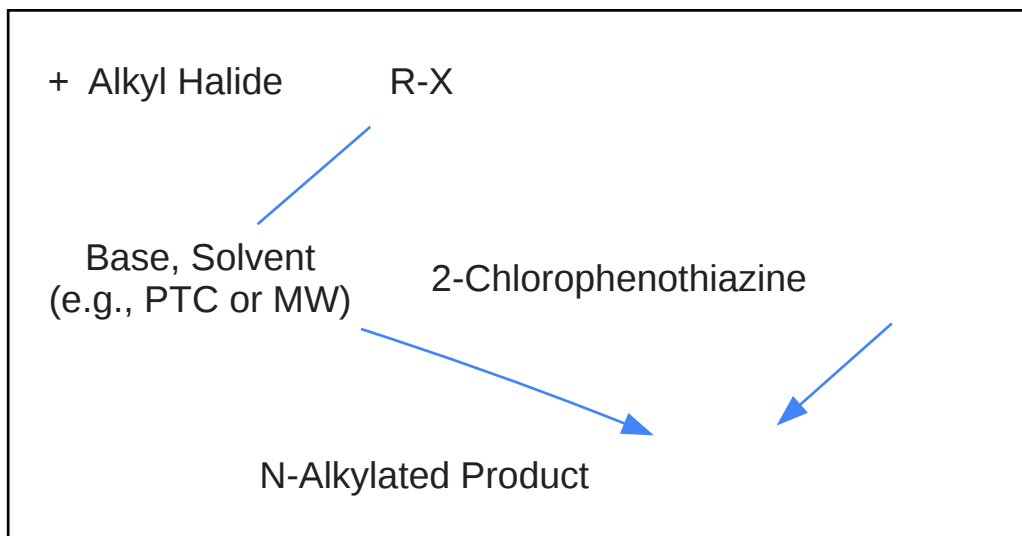 + Alkyl Halide R-X
Base, Solvent
(e.g., PTC or MW)
2-Chlorophenothiazine
N-Alkylated Product